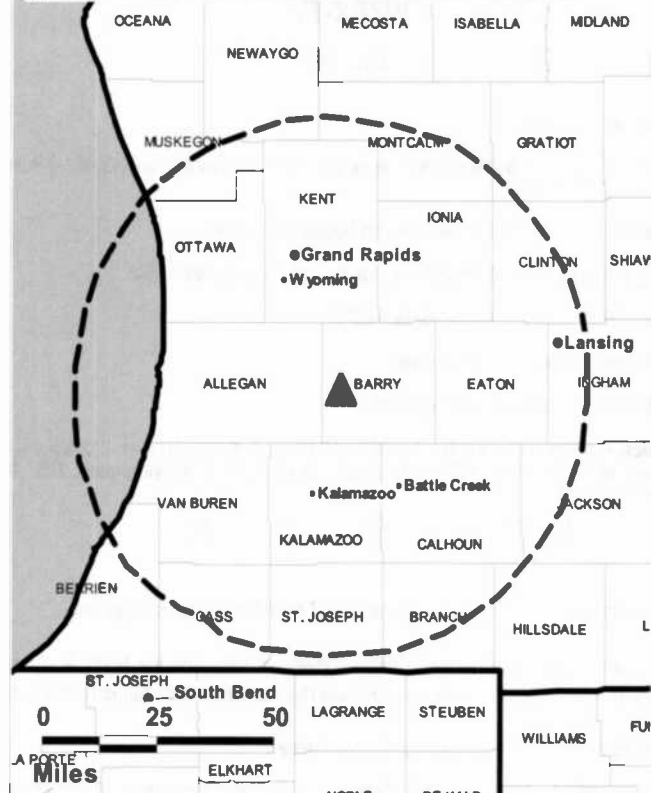 OCEANA
MECOSTA
ISABELLA
MIDLAND
NEWAYGO
MUSKEGON
MONTCALM
GRATIOT
KENT
IONIA
OTTAWA
Grand Rapids
CLINTON
SHIAW
Wyoming
Lansing
ALLEGAN
BARRY
EATON
INGHAM
Battle Creek
Kalamazoo
VAN BUREN
JACKSON
KALAMAZOO
CALHOUN
BERRIEN
CASS
ST. JOSEPH
BRANCH
HILLSDALE
L
ST. JOSEPH
South Bend
0 25 50
LAGRANGE
STEUBEN
WILLIAMS
FU
LA PORTE
Miles
ELKHART